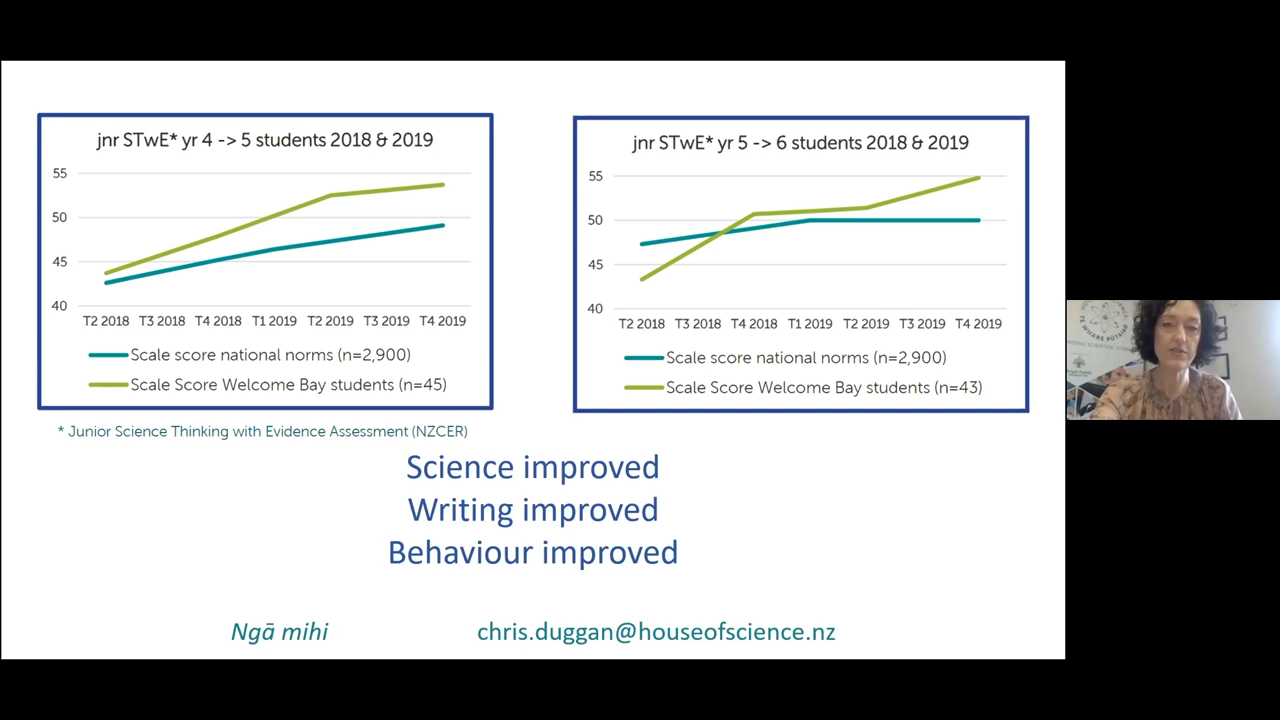 jnr STwE* yr 4 -> 5 students 2018 & 2019
55
50
45
40
T2 2018 T3 2018 T4 2018 T1 2019 T2 2019 T3 2019 T4 2019
Scale score national norms (n=2,900)
Scale Score Welcome Bay students (n=45)
jnr STwE* yr 5 -> 6 students 2018 & 2019
55
50
45
40
T2 2018 T3 2018 T4 2018 T1 2019 T2 2019 T3 2019 T4 2019
Scale score national norms (n=2,900)
Scale Score Welcome Bay students (n=43)
* Junior Science Thinking with Evidence Assessment (NZCER)
Science improved
Writing improved
Behaviour improved
Ngā mihi
chris.duggan@houseofscience.nz